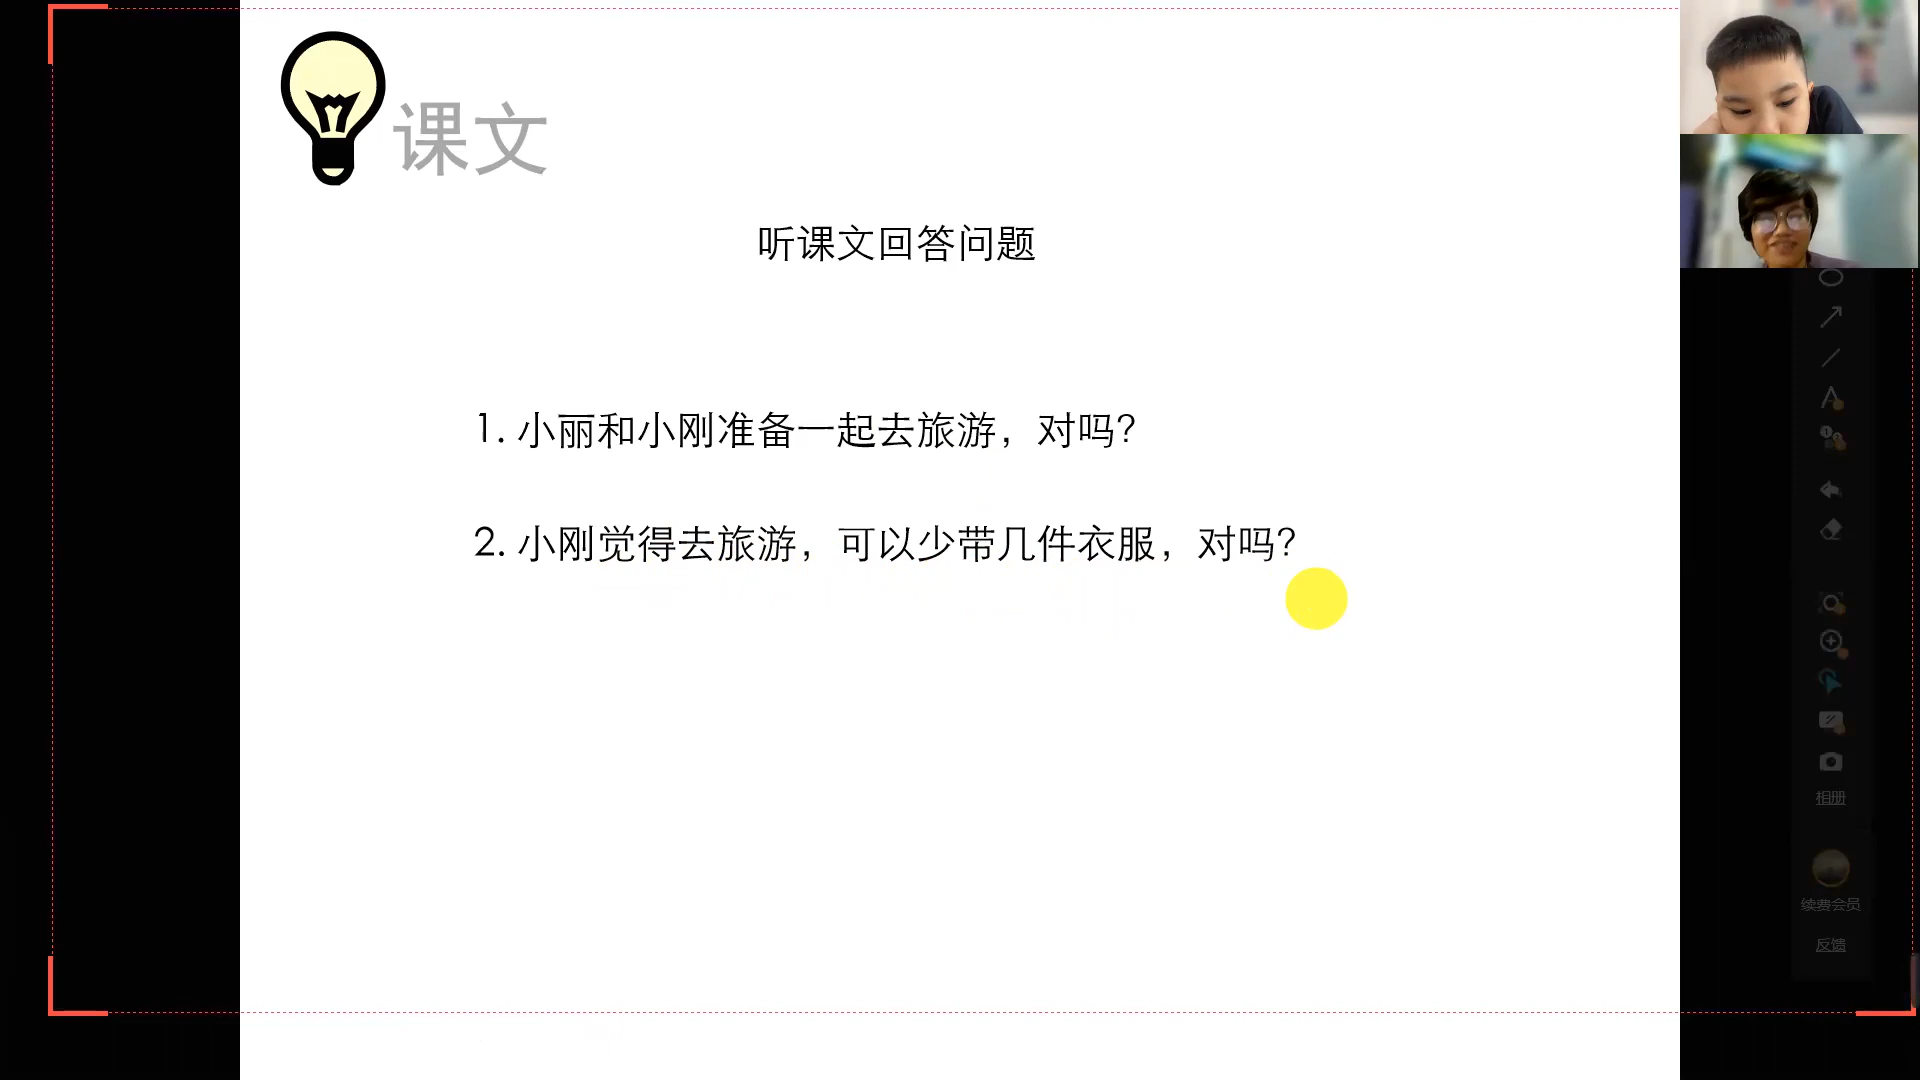 课文
听课文回答问题
1. 小丽和小刚准备一起去旅游，对吗？
2. 小刚觉得去旅游，可以少带几件衣服，对吗？
相册
续费会员
反馈